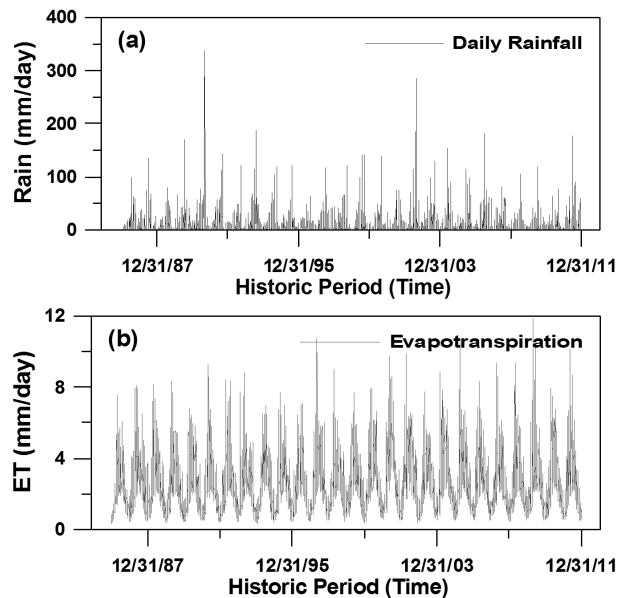 400
(a)
Daily Rainfall
300
200
100
0
Rain (mm/day)
12/31/87
12/31/95
12/31/03
12/31/11
Historic Period (Time)
12
(b)
Evapotranspiration
8
4
0
ET (mm/day)
12/31/87
12/31/95
12/31/03
12/31/11
Historic Period (Time)